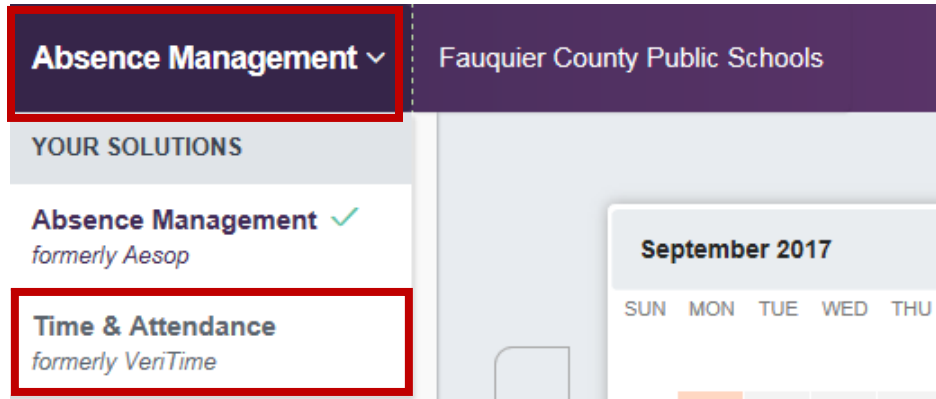 Absence Management
Fauquier County Public Schools
YOUR SOLUTIONS
Absence Management
formerly Aesop
Time & Attendance
formerly VeriTime
September 2017
SUN MON TUE WED THU